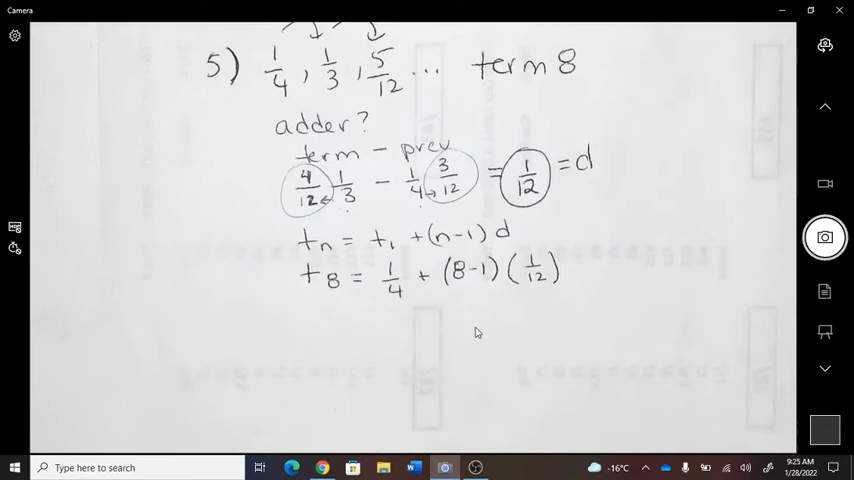 Camera
5) 1/4, 1/3, 5/12 ... term 8
adder?
term - prev
4/12 ← 1/3 - 1/4 → 3/12 = 1/12 = d
tn = t1 + (n-1) d
t8 = 1/4 + (8-1) (1/12)
Type here to search
-16°C
9:25 AM
1/28/2022